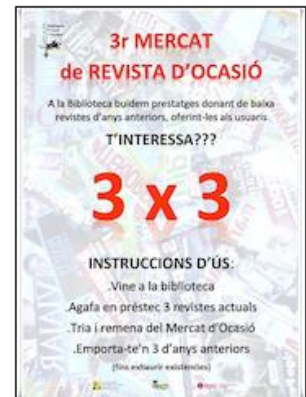 3r MERCAT
de REVISTA D'OCASIÓ
A la Biblioteca buidem prestatges donant de baixa
revistes d'anys anteriors, oferint-les als usuaris
T'INTERESSA???
3 x 3
INSTRUCCIONS D'ÚS:
.Vine a la biblioteca
.Agafa en préstec 3 revistes actuals
.Tria i remena del Mercat d'Ocasió
.Emporta-te'n 3 d'anys anteriors
(fins exhaurir existències)